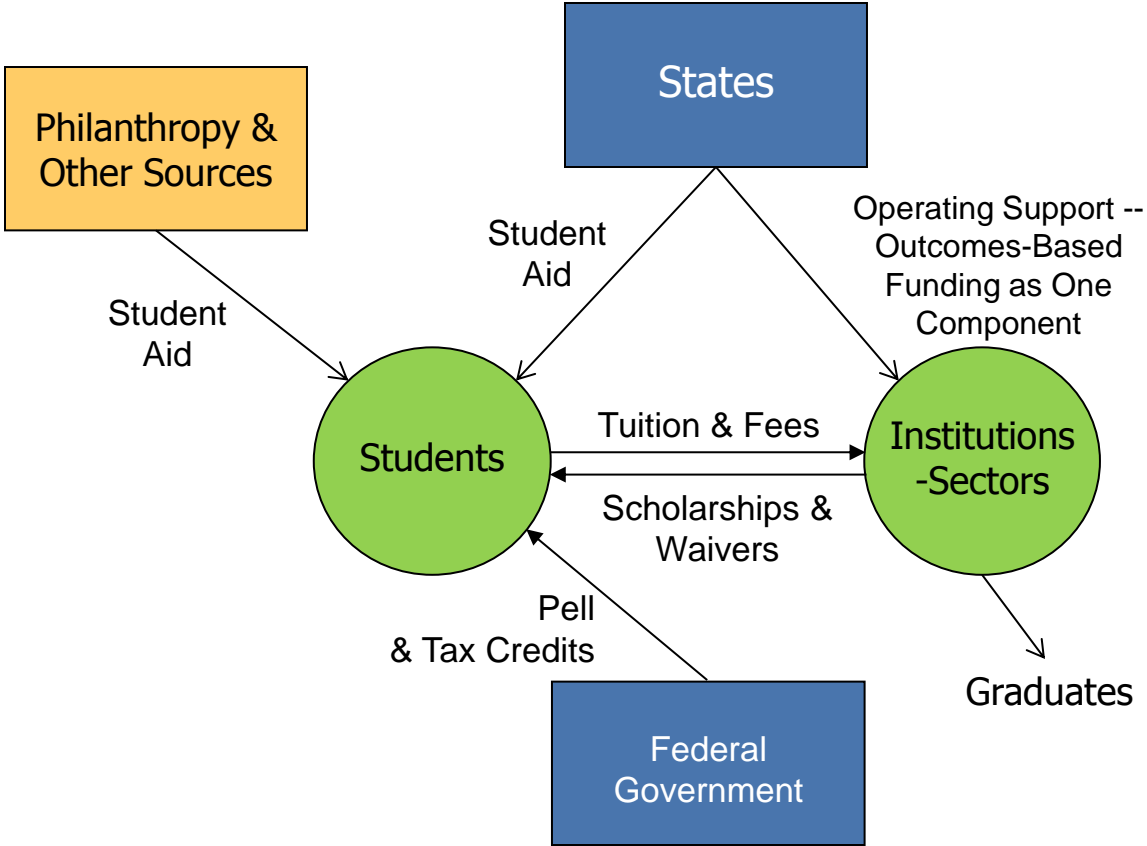 States
Philanthropy &
Other Sources
Operating Support --
Outcomes-Based
Funding as One
Component
Student
Aid
Student
Aid
Tuition & Fees
Students
Institutions
-Sectors
Scholarships &
Waivers
Pell
& Tax Credits
Graduates
Federal
Government